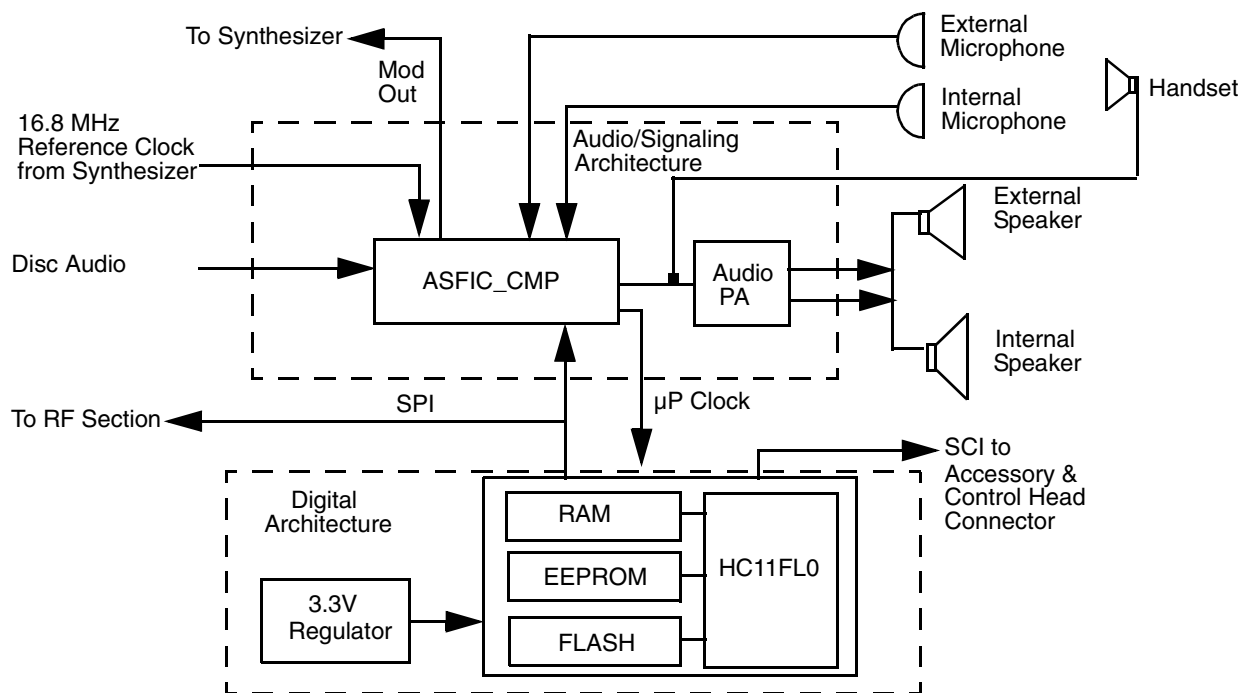 To Synthesizer
Mod
Out
External
Microphone
Internal
Microphone
Handset
16.8 MHz
Reference Clock
from Synthesizer
Audio/Signaling
Architecture
External
Speaker
Disc Audio
ASFIC_CMP
Audio
PA
Internal
Speaker
SPI
µP Clock
To RF Section
SCI to
Accessory &
Control Head
Connector
Digital
Architecture
RAM
EEPROM
FLASH
HC11FL0
3.3V
Regulator